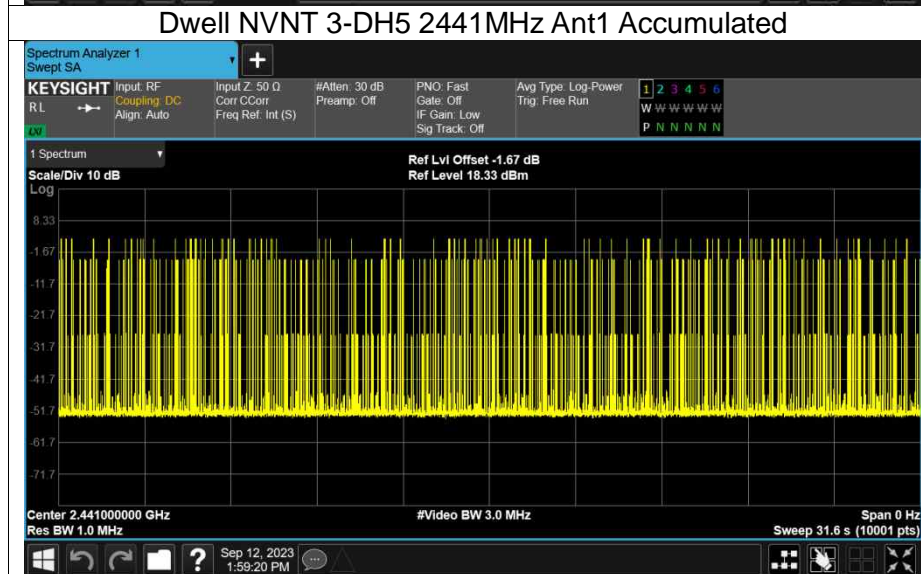 Dwell NVNT 3-DH5 2441MHz Ant1 Accumulated
Spectrum Analyzer 1
Swept SA
+
KEYSIGHT Input: RF Input Z: 50 Ω #Atten: 30 dB PNO: Fast Avg Type: Log-Power 1 2 3 4 5 6
R L Coupling: DC Corr CCorr Preamp: Off Gate: Off Trig: Free Run W W W W W W
Align: Auto Freq Ref: Int (S) IF Gain: Low P N N N N N
LXI Sig Track: Off
1 Spectrum
Ref Lvl Offset -1.67 dB
Scale/Div 10 dB Ref Level 18.33 dBm
Log
8.33
-1.67
-11.7
-21.7
-31.7
-41.7
-51.7
-61.7
-71.7
Center 2.441000000 GHz #Video BW 3.0 MHz Span 0 Hz
Res BW 1.0 MHz Sweep 31.6 s (10001 pts)
? Sep 12, 2023
1:59:20 PM